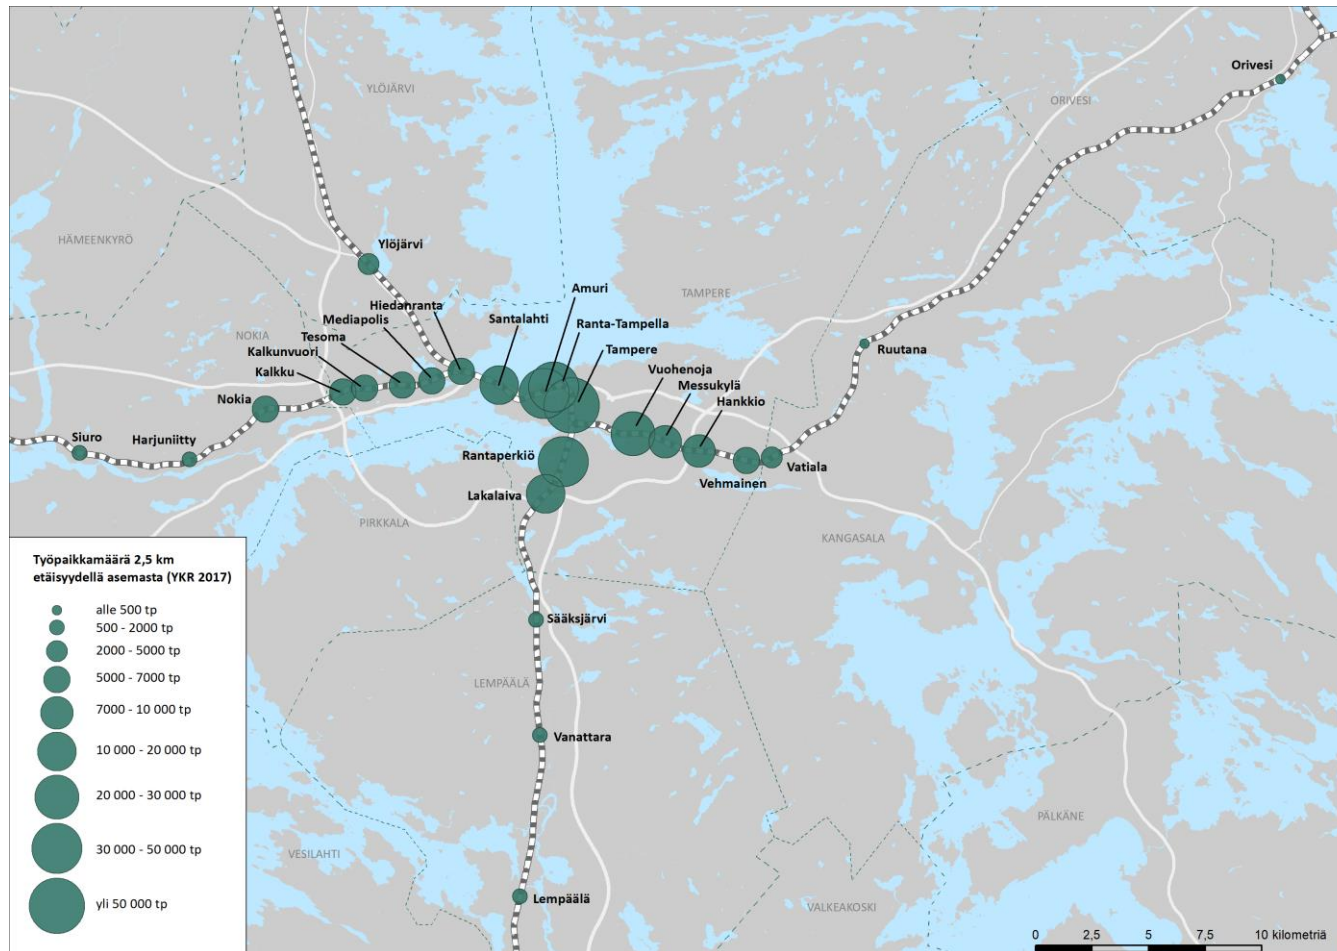 Orivesi
YLÖJÄRVI
ORIVESI
HÄMEENKYRÖ
Ylöjärvi
Amuri
TAMPERE
Hiedanranta
Santalahti
Mediapolis
Ranta-Tampella
NOKIA
Tesoma
Tampere
Ruutana
Kalkunvuori
Vuohenoja
Kalkku
Messukylä
Nokia
Hankkio
Siuro
Harjuniitty
Rantaperkiö
Vatiala
Vehmainen
Lakalaiva
PIRKKALA
KANGASALA
Työpaikkamäärä 2,5 km
etäisyydellä asemasta (YKR 2017)
alle 500 tp
500 - 2000 tp
2000 - 5000 tp
5000 - 7000 tp
7000 - 10 000 tp
10 000 - 20 000 tp
20 000 - 30 000 tp
30 000 - 50 000 tp
yli 50 000 tp
Sääksjärvi
LEMPÄÄLÄ
Vanattara
PÄLKÄNE
VESILAHTI
Lempäälä
VALKEAKOSKI
0 2,5 5 7,5 10 kilometriä